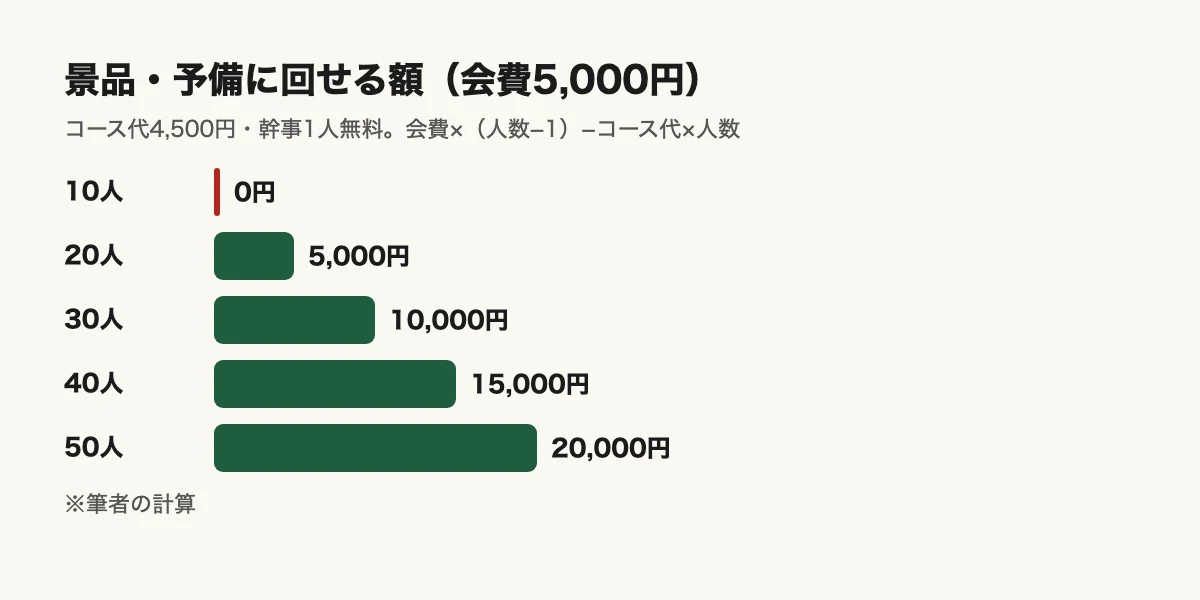 景品・予備に回せる額（会費5,000円）
コース代4,500円・幹事1人無料。会費×（人数−1）−コース代×人数
10人 0円
20人 5,000円
30人 10,000円
40人 15,000円
50人 20,000円
※筆者の計算